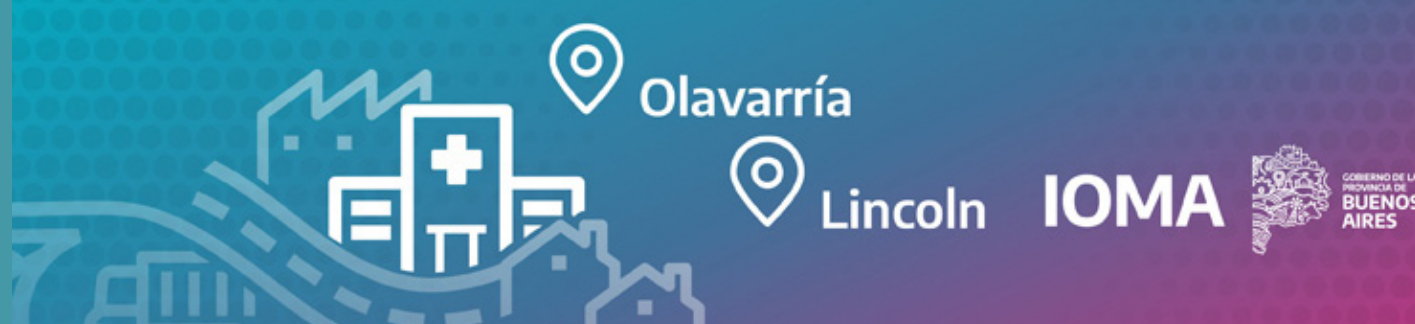 Olavarría
Lincoln
IOMA
GOBIERNO DE LA
PROVINCIA DE
BUENOS
AIRES